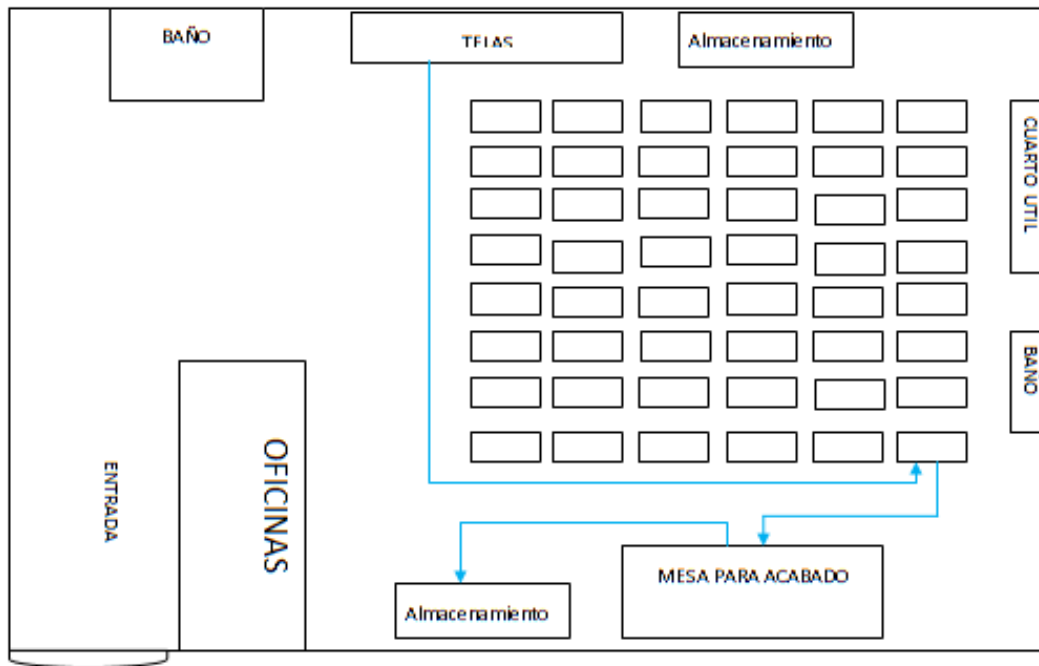 BAÑO
TELAS
Almacenamiento
CUARTO UTIL
BAÑO
OFICINAS
ENTRADA
MESA PARA ACABADO
Almacenamiento